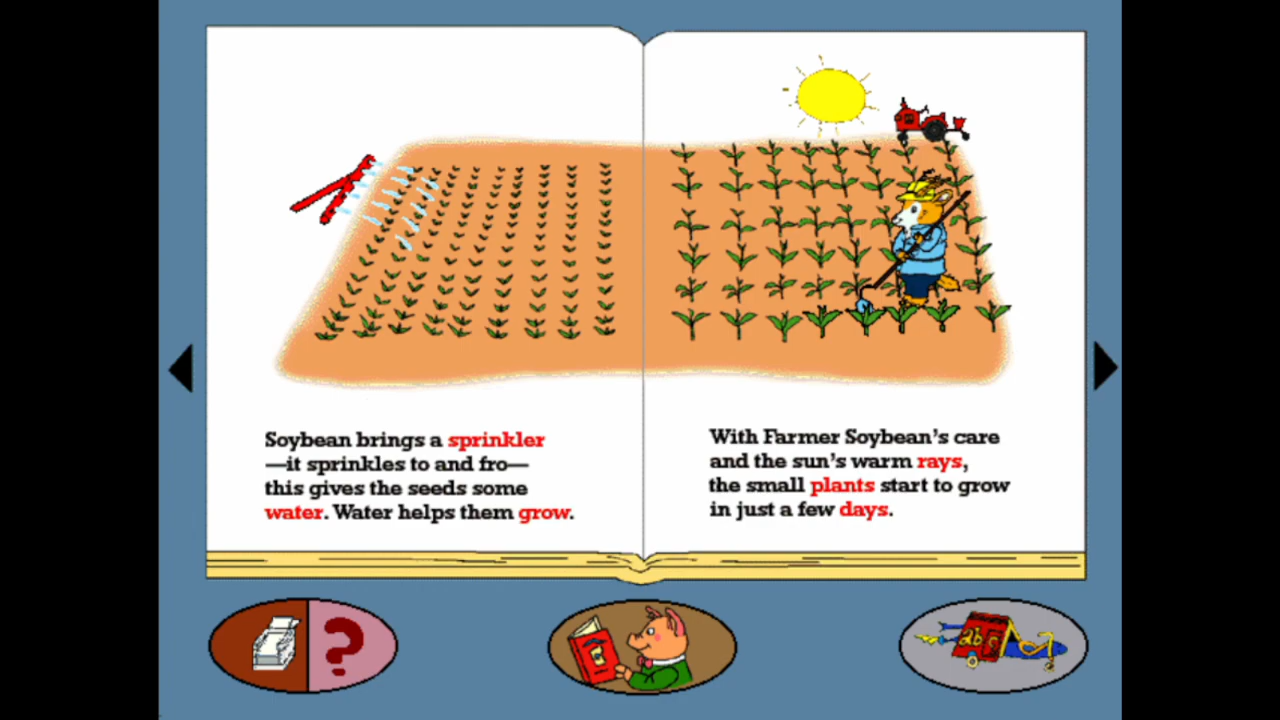 Soybean brings a sprinkler
—it sprinkles to and fro—
this gives the seeds some
water. Water helps them grow.
With Farmer Soybean's care
and the sun's warm rays,
the small plants start to grow
in just a few days.
?
abc